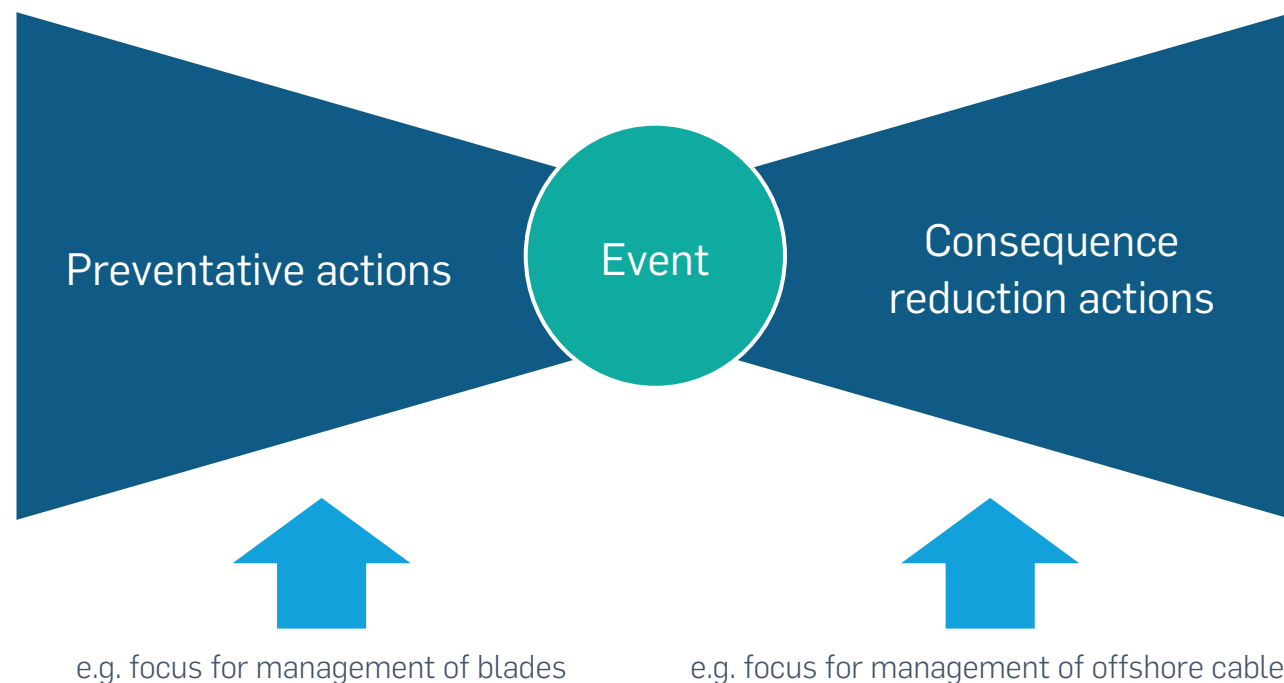 Preventative actions
Event
Consequence
reduction actions
e.g. focus for management of blades
e.g. focus for management of offshore cable